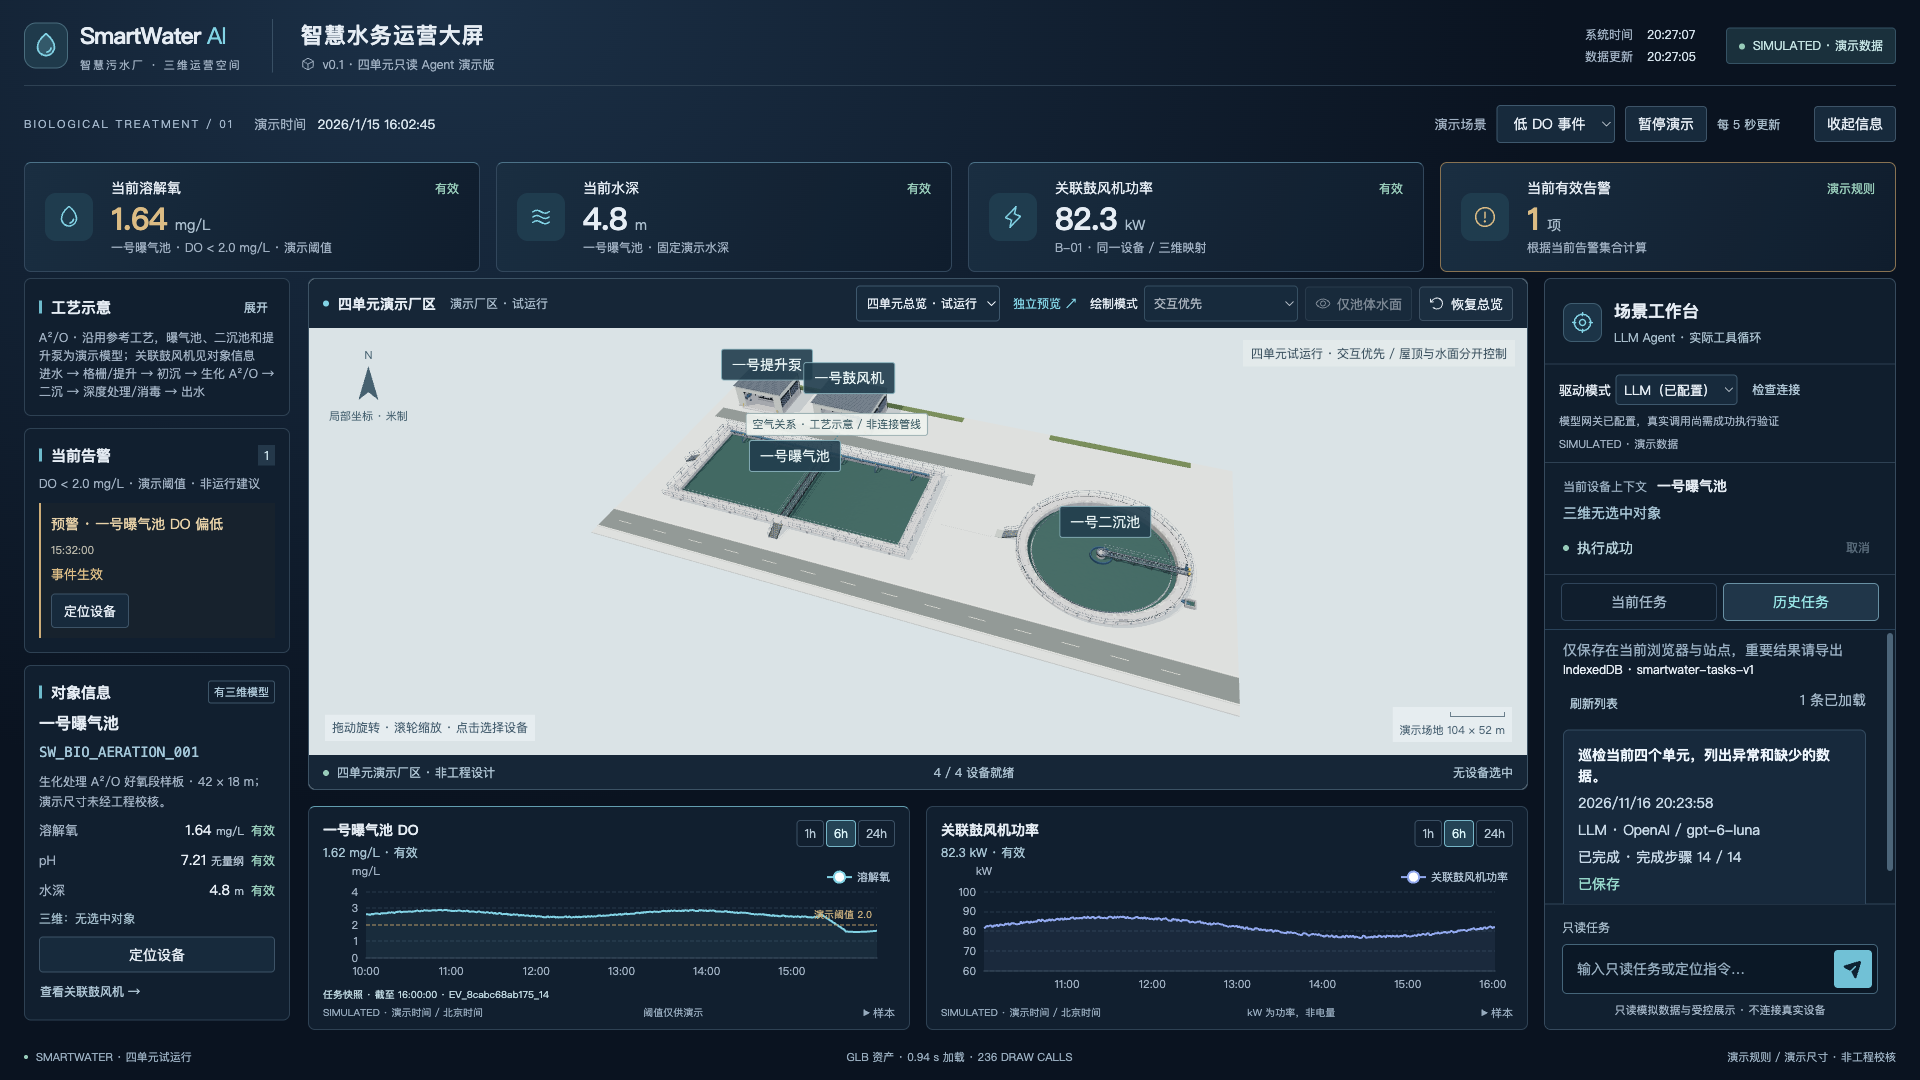 SmartWater AI
智慧污水厂 · 三维运营空间
智慧水务运营大屏
v0.1 · 四单元只读 Agent 演示版
系统时间 20:27:07
数据更新 20:27:05
SIMULATED · 演示数据
BIOLOGICAL TREATMENT / 01
演示时间 2026/1/15 16:02:45
演示场景
低 DO 事件
暂停演示
每 5 秒更新
收起信息
当前溶解氧
有效
1.64 mg/L
一号曝气池 · DO < 2.0 mg/L · 演示阈值
当前水深
有效
4.8 m
一号曝气池 · 固定演示水深
关联鼓风机功率
有效
82.3 kW
B-01 · 同一设备 / 三维映射
当前有效告警
演示规则
1 项
根据当前告警集合计算
工艺示意
展开
A²/O · 沿用参考工艺，曝气池、二沉池和提
升泵为演示模型；关联鼓风机见对象信息
进水 → 格栅/提升 → 初沉 → 生化 A²/O →
二沉 → 深度处理/消毒 → 出水
当前告警
1
DO < 2.0 mg/L · 演示阈值 · 非运行建议
预警 · 一号曝气池 DO 偏低
15:32:00
事件生效
定位设备
对象信息
有三维模型
一号曝气池
SW_BIO_AERATION_001
生化处理 A²/O 好氧段样板 · 42 × 18 m；
演示尺寸未经工程校核。
溶解氧 1.64 mg/L 有效
pH 7.21 无量纲 有效
水深 4.8 m 有效
三维：无选中对象
定位设备
查看关联鼓风机 →
四单元演示厂区
演示厂区 · 试运行
四单元总览 · 试运行
独立预览 ↗
绘制模式
交互优先
仅池体水面
恢复总览
N
局部坐标 · 米制
四单元试运行 · 交互优先 / 屋顶与水面分开控制
一号提升泵
一号鼓风机
空气关系 · 工艺示意 / 非连接管线
一号曝气池
一号二沉池
拖动旋转 · 滚轮缩放 · 点击选择设备
演示场地 104 × 52 m
四单元演示厂区 · 非工程设计
4 / 4 设备就绪
无设备选中
一号曝气池 DO
1h
6h
24h
1.62 mg/L · 有效
mg/L
溶解氧
4
3
2
1
0
演示阈值 2.0
10:00
11:00
12:00
13:00
14:00
15:00
任务快照 · 截至 16:00:00 · EV_8cabc68ab175_14
SIMULATED · 演示时间 / 北京时间
阈值仅供演示
▶ 样本
关联鼓风机功率
1h
6h
24h
82.3 kW · 有效
kW
关联鼓风机功率
100
90
80
70
60
11:00
12:00
13:00
14:00
15:00
16:00
SIMULATED · 演示时间 / 北京时间
kW 为功率，非电量
▶ 样本
场景工作台
LLM Agent · 实际工具循环
驱动模式
LLM（已配置）
检查连接
模型网关已配置，真实调用尚需成功执行验证
SIMULATED · 演示数据
当前设备上下文 一号曝气池
三维无选中对象
执行成功
取消
当前任务
历史任务
仅保存在当前浏览器与站点，重要结果请导出
IndexedDB · smartwater-tasks-v1
刷新列表
1 条已加载
巡检当前四个单元，列出异常和缺少的数
据。
2026/11/16 20:23:58
LLM · OpenAI / gpt-6-luna
已完成 · 完成步骤 14 / 14
已保存
只读任务
输入只读任务或定位指令...
只读模拟数据与受控展示 · 不连接真实设备
SMARTWATER · 四单元试运行
GLB 资产 · 0.94 s 加载 · 236 DRAW CALLS
演示规则 / 演示尺寸 · 非工程校核